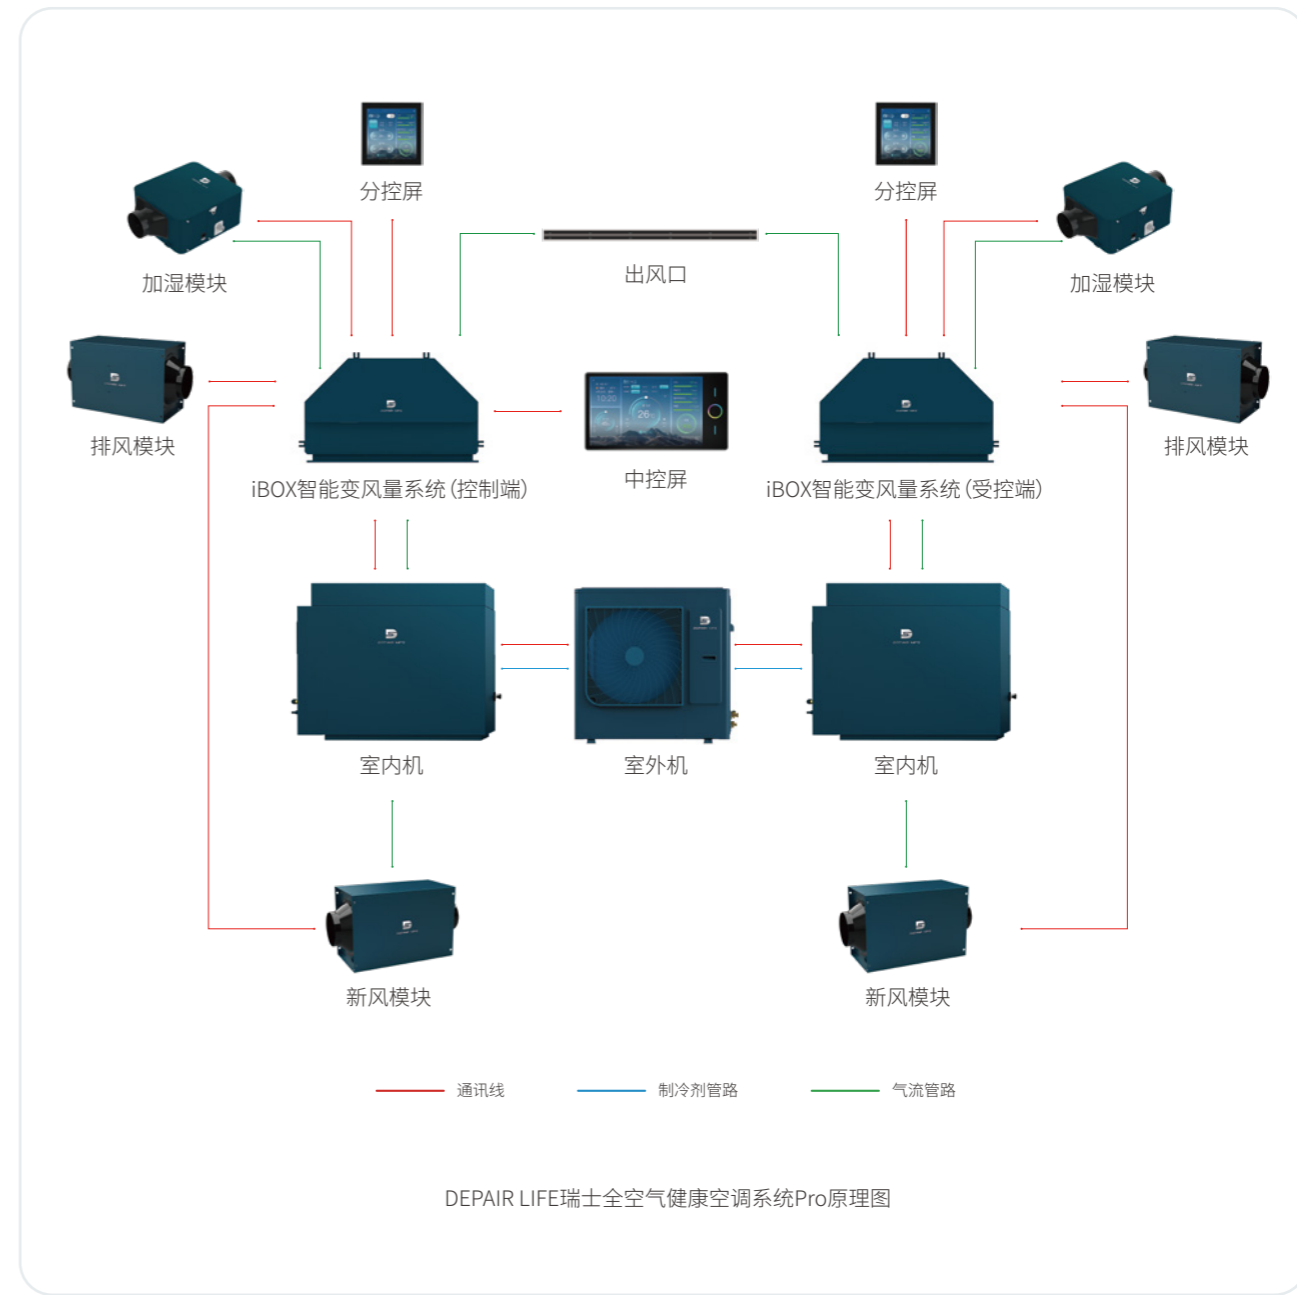 分控屏
分控屏
加湿模块
出风口
加湿模块
10:20
26
排风模块
中控屏
排风模块
iBOX智能变风量系统（控制端）
iBOX智能变风量系统（受控端）
室内机
室外机
室内机
新风模块
新风模块
通讯线
制冷剂管路
气流管路
DEPAIR LIFE瑞士全空气健康空调系统Pro原理图